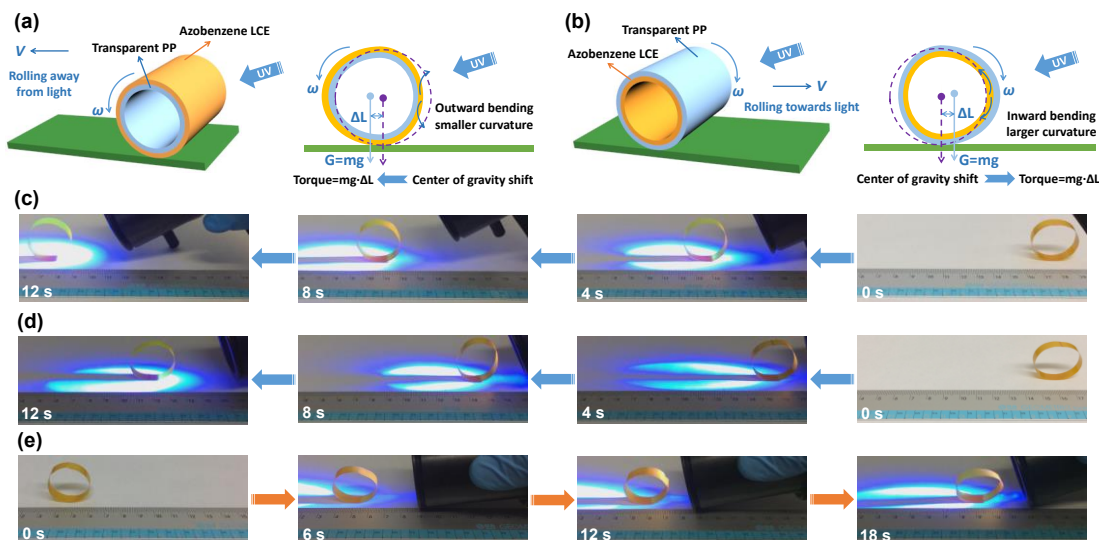 (a)
Azobenzene LCE
Transparent PP
V
Rolling away
from light
ω
UV
ω
UV
ΔL
Outward bending
smaller curvature
G=mg
Torque=mg·ΔL
Center of gravity shift
(b)
Transparent PP
Azobenzene LCE
UV
V
ω
Rolling towards light
UV
ω
ΔL
Inward bending
larger curvature
G=mg
Center of gravity shift
Torque=mg·ΔL
(c)
12 s
8 s
4 s
0 s
(d)
12 s
8 s
4 s
0 s
(e)
0 s
6 s
12 s
18 s